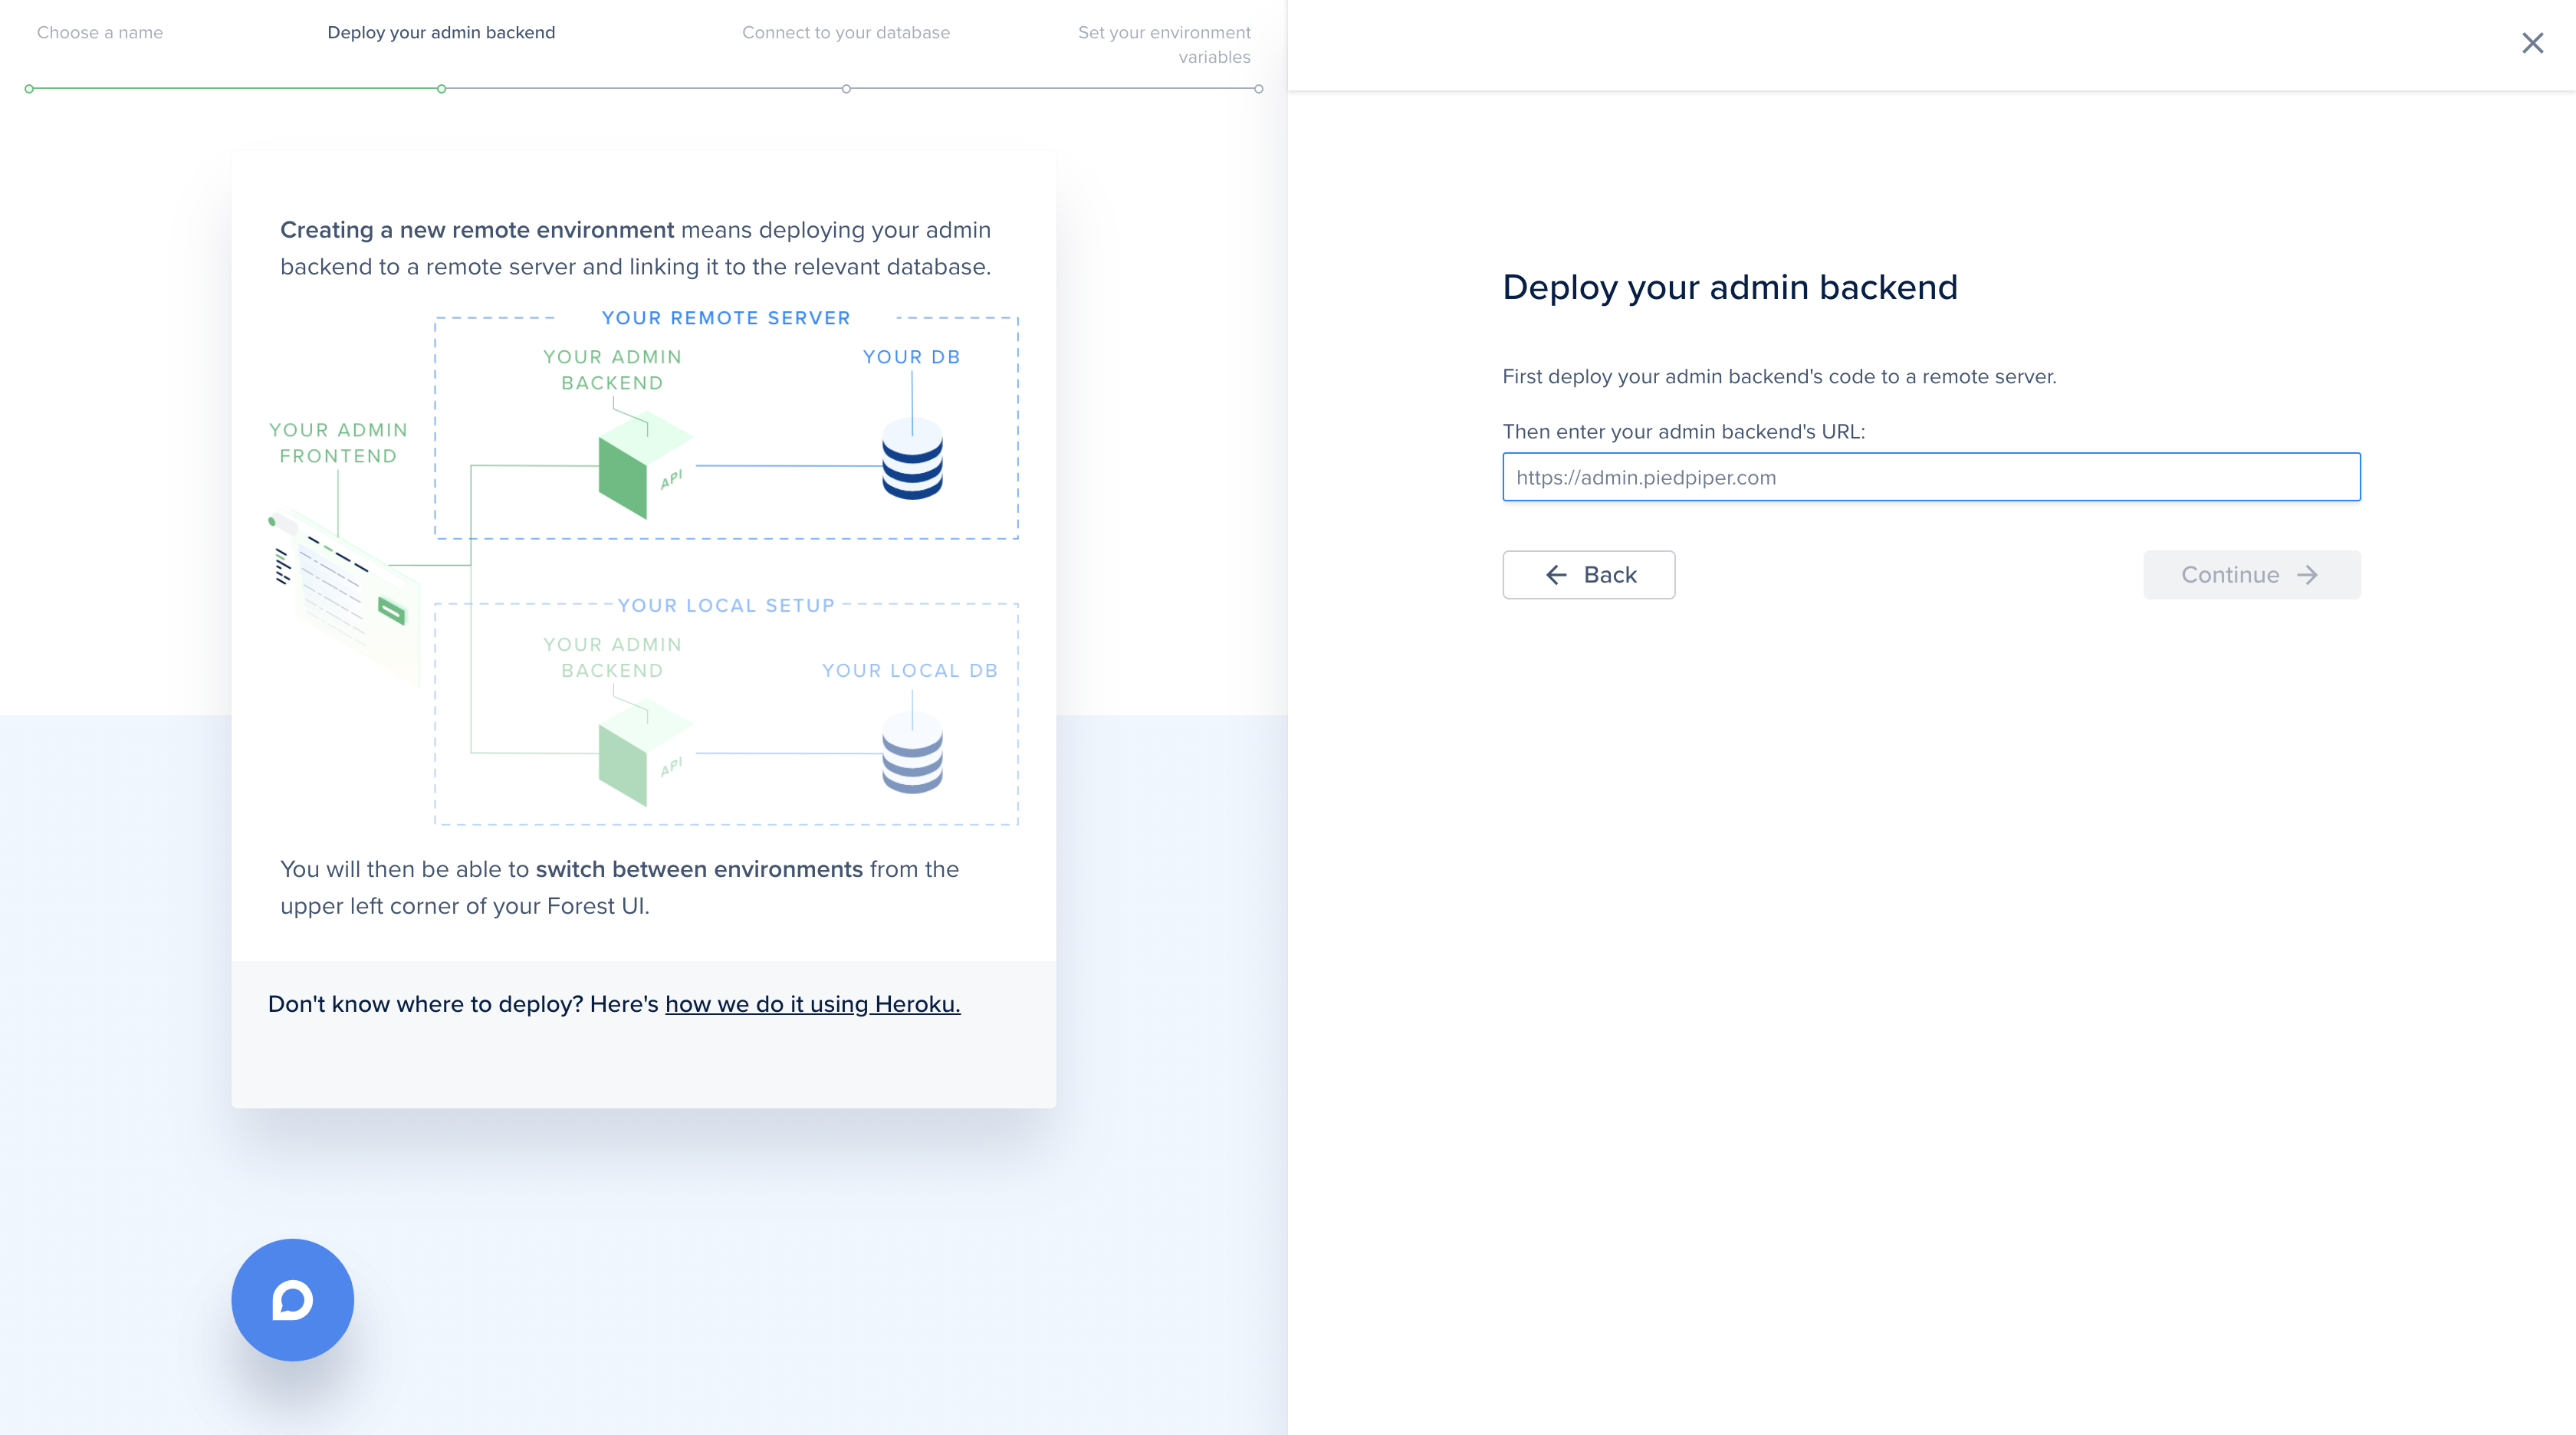 Choose a name
Deploy your admin backend
Connect to your database
Set your environment
variables
Creating a new remote environment means deploying your admin
backend to a remote server and linking it to the relevant database.
YOUR REMOTE SERVER
YOUR ADMIN
BACKEND
YOUR DB
YOUR ADMIN
FRONTEND
API
YOUR LOCAL SETUP
YOUR ADMIN
BACKEND
YOUR LOCAL DB
API
You will then be able to switch between environments from the
upper left corner of your Forest UI.
Don't know where to deploy? Here's how we do it using Heroku.
Deploy your admin backend
First deploy your admin backend's code to a remote server.
Then enter your admin backend's URL:
https://admin.piedpiper.com
Back
Continue